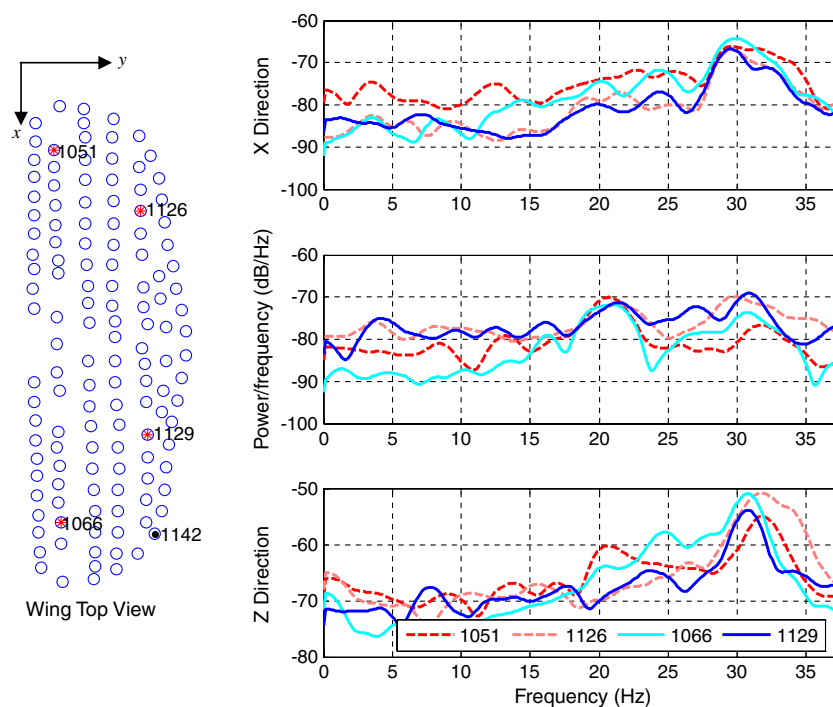 y
x
1051
1126
1129
1066
1142
Wing Top View
-60
-70
-80
-90
-100
0 5 10 15 20 25 30 35
X Direction
-60
-70
-80
-90
-100
0 5 10 15 20 25 30 35
Power/frequency (dB/Hz)
-50
-60
-70
-80
0 5 10 15 20 25 30 35
Z Direction
1051 1126 1066 1129
Frequency (Hz)